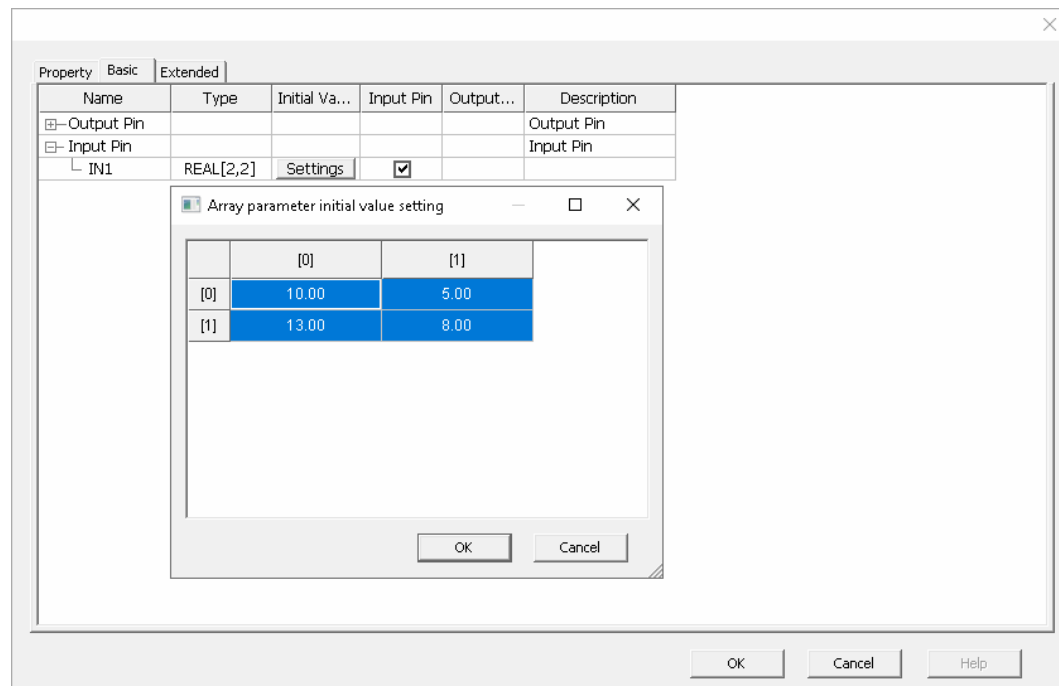 Property Basic Extended
Name Type Initial Va... Input Pin Output... Description
Output Pin Output Pin
Input Pin Input Pin
IN1 REAL[2,2] Settings
Array parameter initial value setting
[0] [1]
[0] 10.00 5.00
[1] 13.00 8.00
OK Cancel
OK Cancel Help